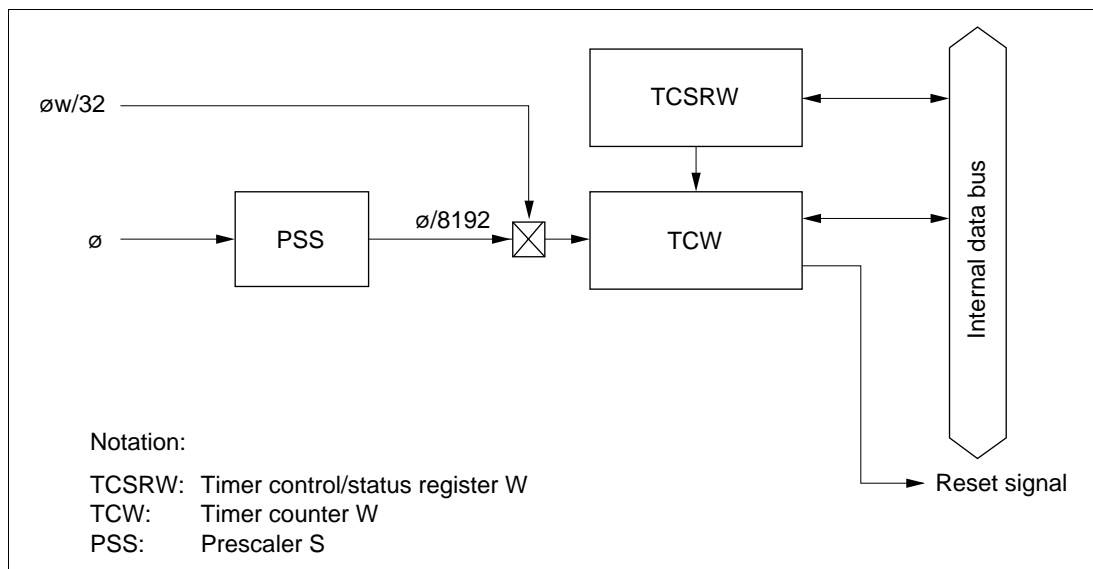 TCSRW
øw/32
ø/8192
ø
PSS
TCW
Internal data bus
Notation:
TCSRW: Timer control/status register W
TCW: Timer counter W
PSS: Prescaler S
Reset signal